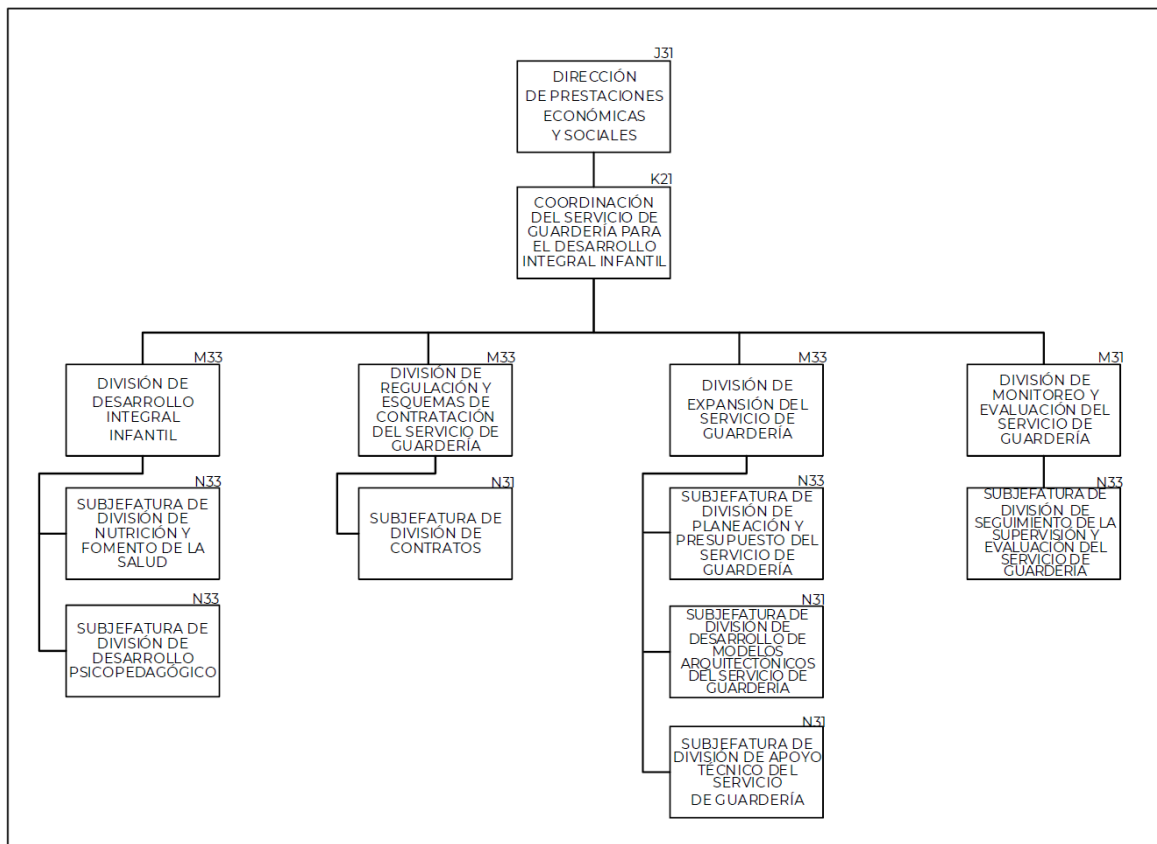 J31
DIRECCIÓN
DE PRESTACIONES
ECONÓMICAS
Y SOCIALES
K21
COORDINACIÓN
DEL SERVICIO DE
GUARDERÍA PARA
EL DESARROLLO
INTEGRAL INFANTIL
M33
DIVISIÓN DE
DESARROLLO
INTEGRAL
INFANTIL
N33
SUBJEFATURA DE
DIVISIÓN DE
NUTRICIÓN Y
FOMENTO DE LA
SALUD
N33
SUBJEFATURA DE
DIVISIÓN DE
DESARROLLO
PSICOPEDAGÓGICO
M33
DIVISIÓN DE
REGULACIÓN Y
ESQUEMAS DE
CONTRATACIÓN
DEL SERVICIO DE
GUARDERÍA
N31
SUBJEFATURA DE
DIVISIÓN DE
CONTRATOS
M33
DIVISIÓN DE
EXPANSIÓN DEL
SERVICIO DE
GUARDERÍA
N33
SUBJEFATURA DE
DIVISIÓN DE
PLANEACIÓN Y
PRESUPUESTO DEL
SERVICIO DE
GUARDERÍA
N31
SUBJEFATURA DE
DIVISIÓN DE
DESARROLLO DE
MODELOS
ARQUITECTÓNICOS
DEL SERVICIO DE
GUARDERÍA
N31
SUBJEFATURA DE
DIVISIÓN DE APOYO
TÉCNICO DEL
SERVICIO
DE GUARDERÍA
M31
DIVISIÓN DE
MONITOREO Y
EVALUACIÓN DEL
SERVICIO DE
GUARDERÍA
N33
SUBJEFATURA DE
DIVISIÓN DE
SEGUIMIENTO DE LA
SUPERVISIÓN Y
EVALUACIÓN DEL
SERVICIO DE
GUARDERÍA